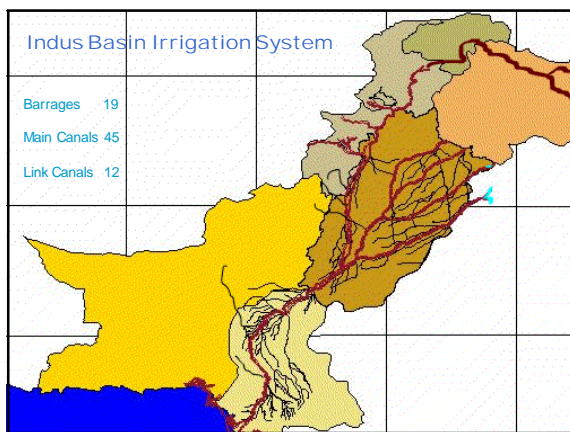 Indus Basin Irrigation System
Barrages 19
Main Canals 45
Link Canals 12